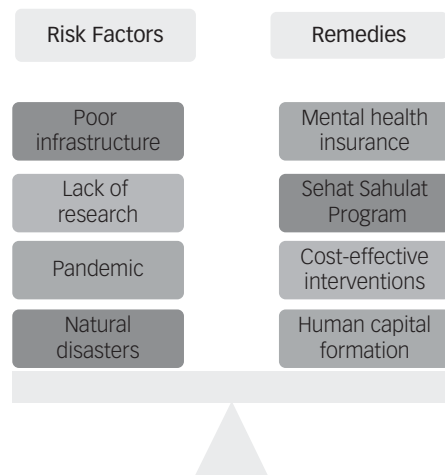 Risk Factors
Remedies
Poor
infrastructure
Mental health
insurance
Lack of
research
Sehat Sahulat
Program
Pandemic
Cost-effective
interventions
Natural
disasters
Human capital
formation